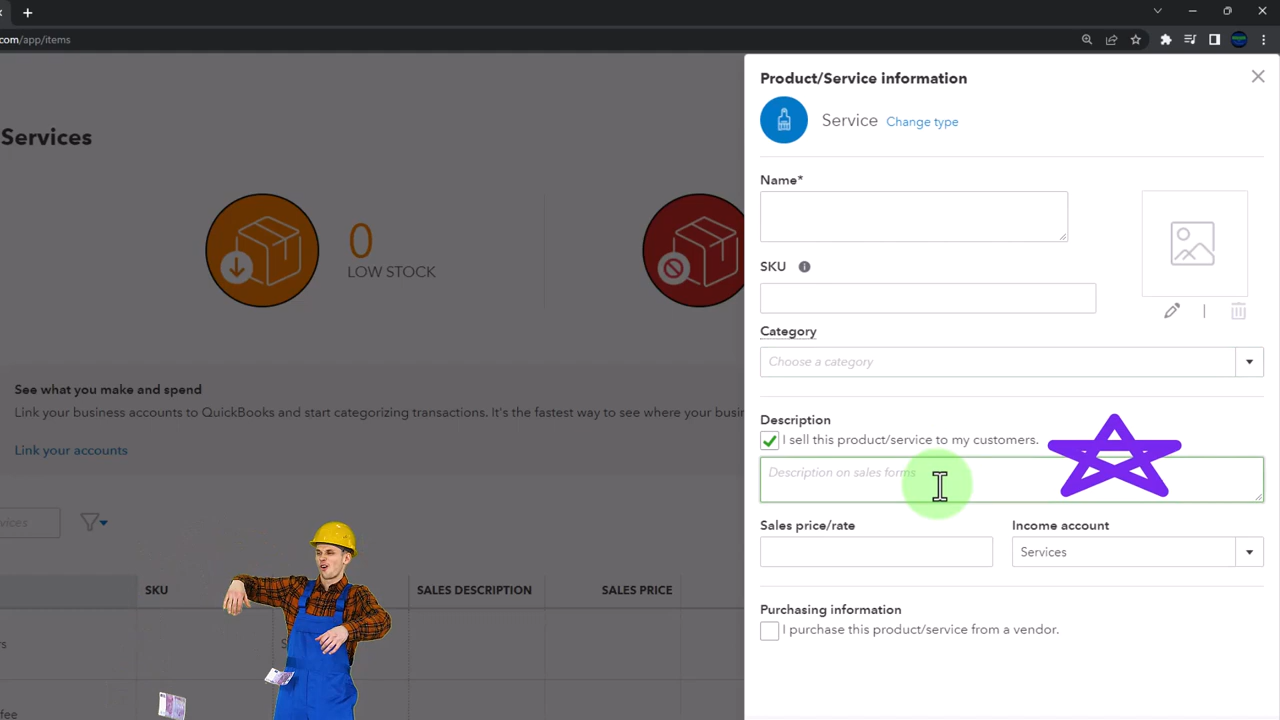 com/app/items
Services
0
LOW STOCK
See what you make and spend
Link your business accounts to QuickBooks and start categorizing transactions. It's the fastest way to see where your busi
Link your accounts
vices
SKU
SALES DESCRIPTION
SALES PRICE
rs
S
fee
Product/Service information
Service Change type
Name*
SKU
Category
Choose a category
Description
I sell this product/service to my customers.
Description on sales forms
Sales price/rate
Income account
Services
Purchasing information
I purchase this product/service from a vendor.